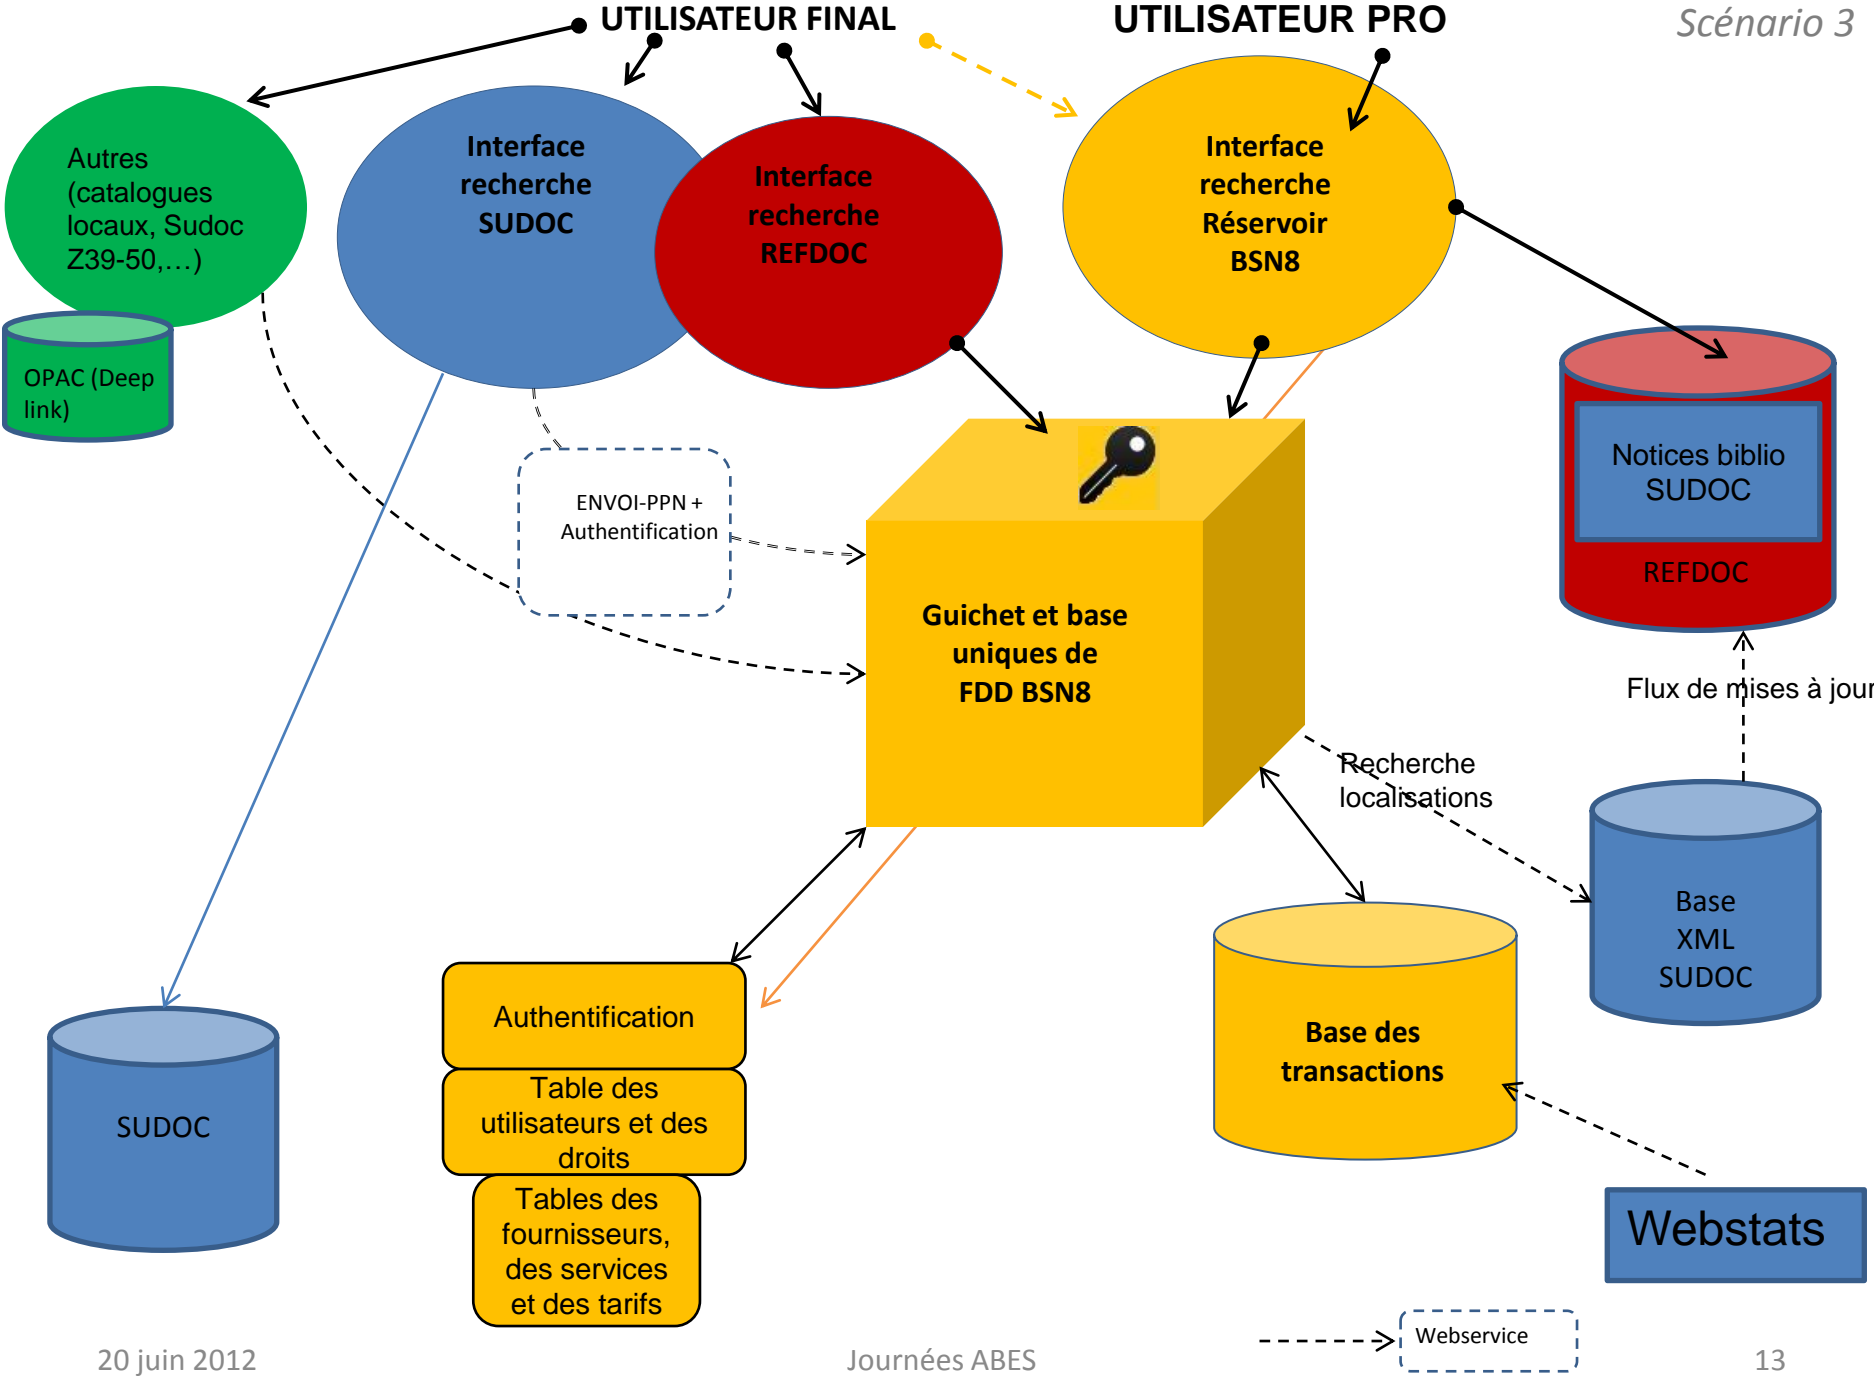 UTILISATEUR FINAL
UTILISATEUR PRO
Scénario 3
Autres
(catalogues
locaux, Sudoc
Z39-50,…)
Interface
recherche
SUDOC
Interface
recherche
REFDOC
Interface
recherche
Réservoir
BSN8
OPAC (Deep
link)
Notices biblio
SUDOC
REFDOC
ENVOI-PPN +
Authentification
Guichet et base
uniques de
FDD BSN8
Flux de mises à jour
Recherche
localisations
Base
XML
SUDOC
Authentification
Table des
utilisateurs et des
droits
Tables des
fournisseurs,
des services
et des tarifs
Base des
transactions
SUDOC
Webstats
Webservice
20 juin 2012
Journées ABES
13